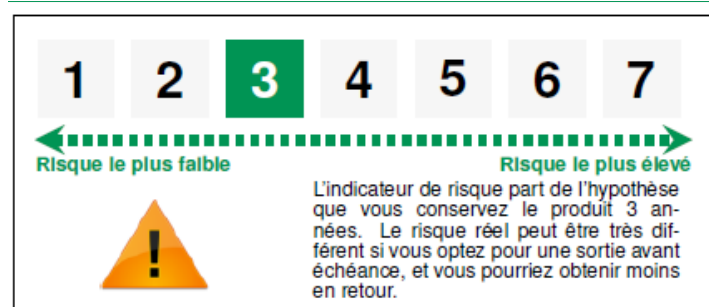 1 2 3 4 5 6 7
Risque le plus faible Risque le plus élevé
L'indicateur de risque part de l'hypothèse
que vous conservez le produit 3 an-
nées. Le risque réel peut être très dif-
férent si vous optez pour une sortie avant
échéance, et vous pourriez obtenir moins
en retour.